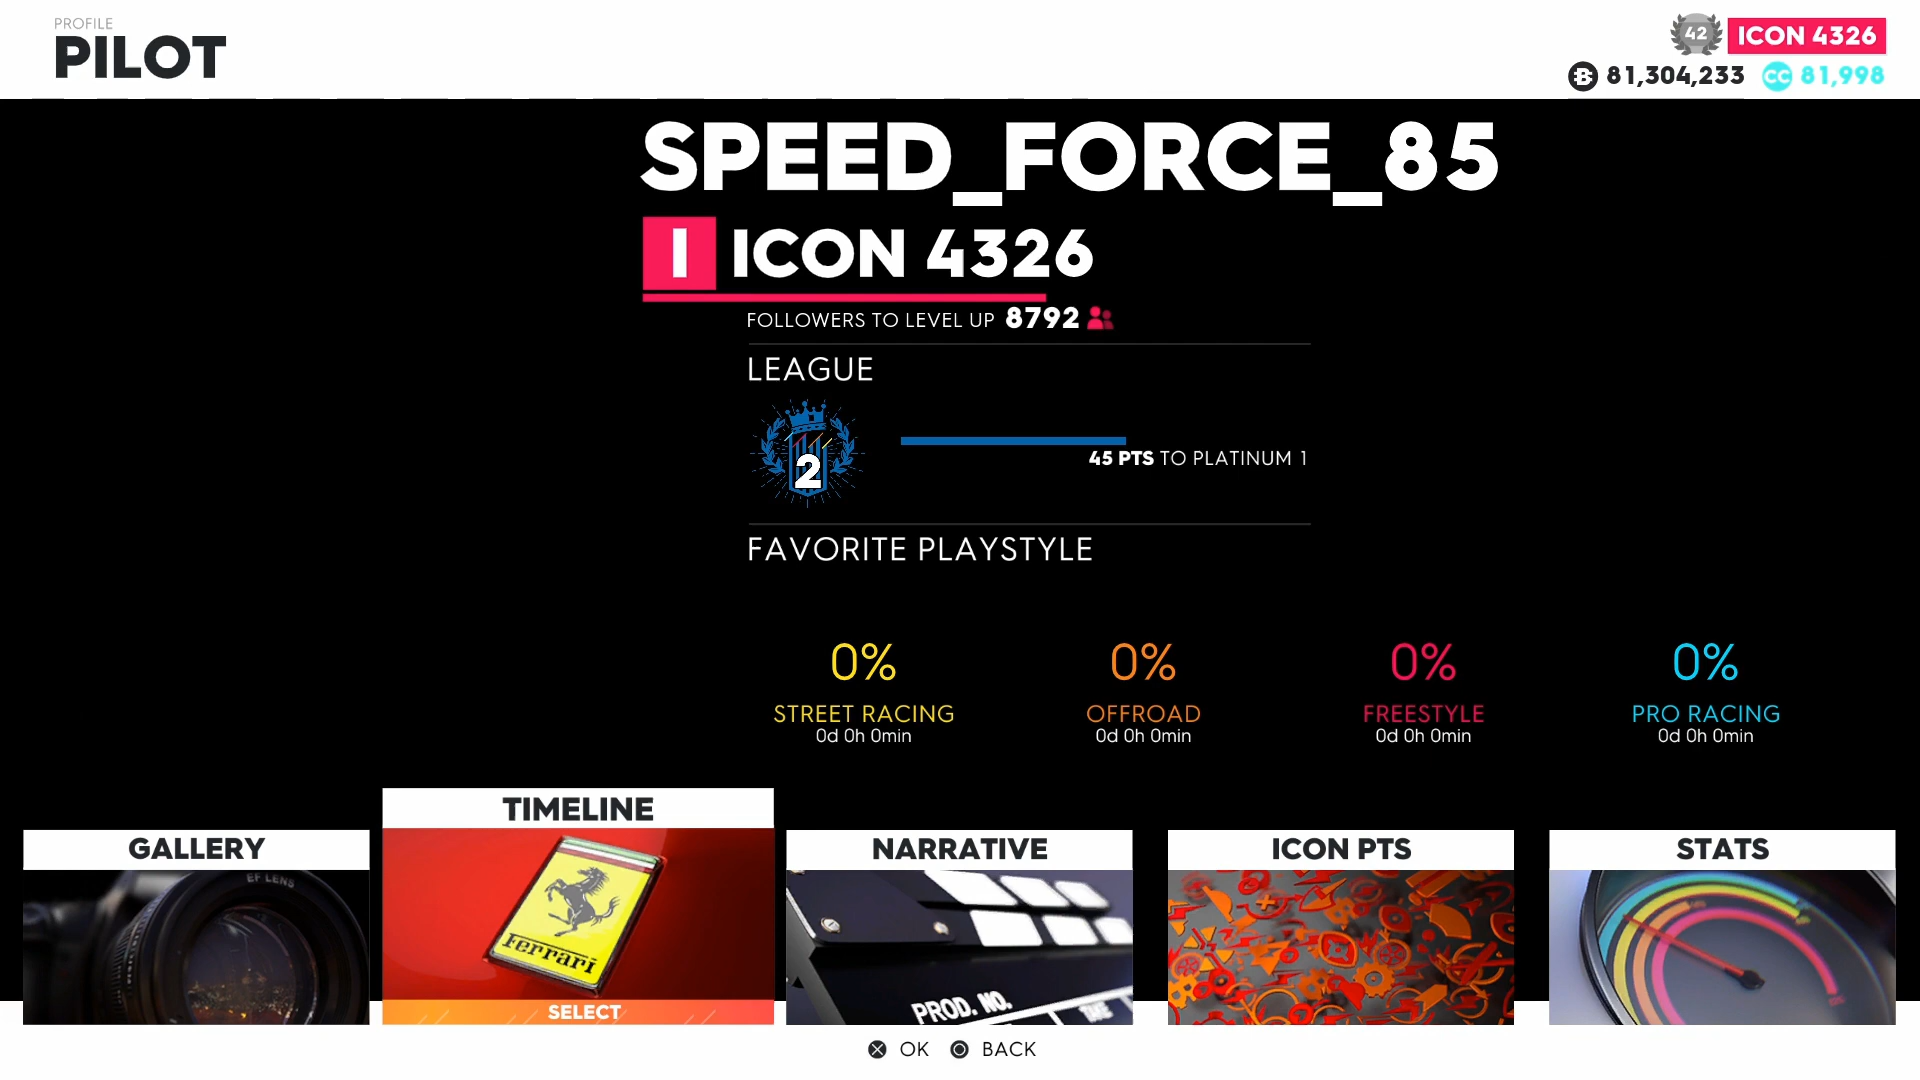 PROFILE
PILOT
42
ICON 4326
81,304,233
CC 81,998
SPEED_FORCE_85
I ICON 4326
FOLLOWERS TO LEVEL UP 8792
LEAGUE
2
45 PTS TO PLATINUM 1
FAVORITE PLAYSTYLE
0% 0% 0% 0%
STREET RACING OFFROAD FREESTYLE PRO RACING
0d 0h 0min 0d 0h 0min 0d 0h 0min 0d 0h 0min
GALLERY
EF LENS
TIMELINE
Ferrari
SELECT
NARRATIVE
PROD. NO.
TAKE
ICON PTS
STATS
OK BACK